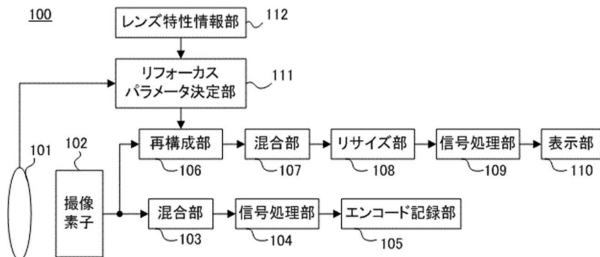 100
レンズ特性情報部
112
リフォーカス
パラメータ決定部
111
101
102
再構成部
混合部
リサイズ部
信号処理部
表示部
106
107
108
109
110
撮像
素子
混合部
信号処理部
エンコード記録部
103
104
105